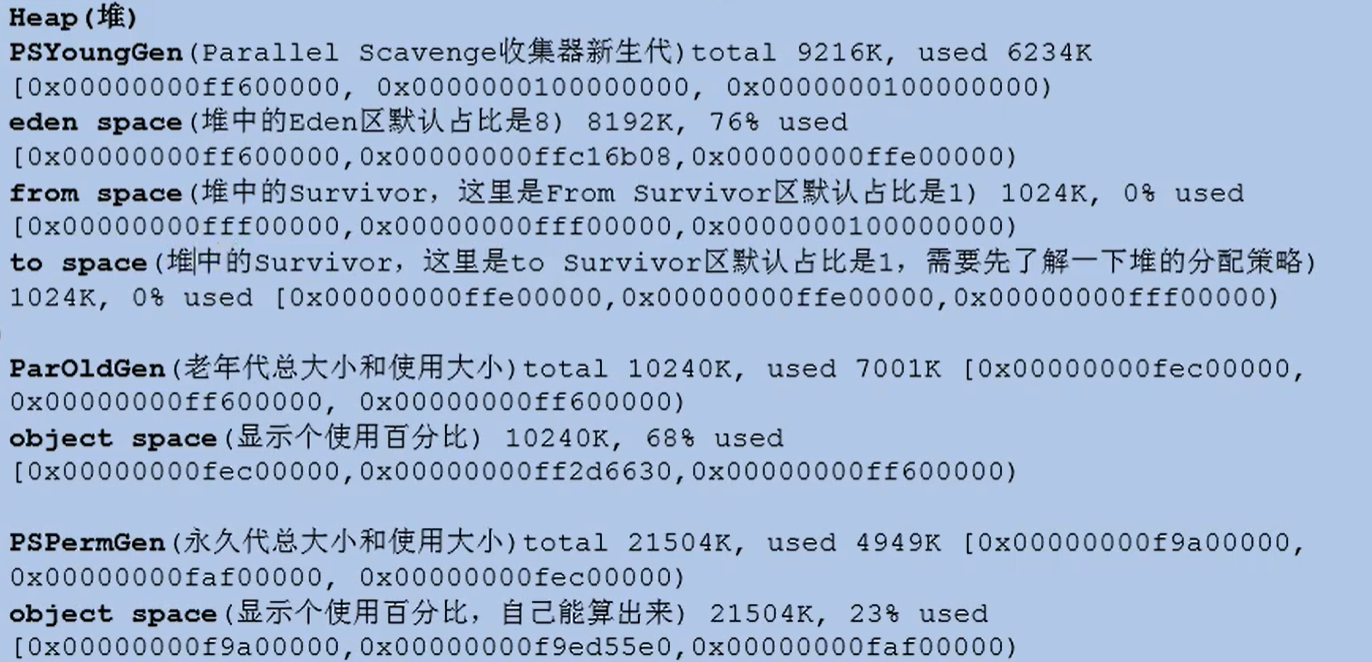 Heap(堆)
PSYoungGen(Parallel Scavenge收集器新生代)total 9216K, used 6234K
[0x00000000ff600000, 0x0000000100000000, 0x0000000100000000)
eden space(堆中的Eden区默认占比是8) 8192K, 76% used
[0x00000000ff600000,0x00000000ffc16b08,0x00000000ffe00000)
from space(堆中的Survivor，这里是From Survivor区默认占比是1) 1024K, 0% used
[0x00000000fff00000,0x00000000fff00000,0x0000000100000000)
to space(堆中的Survivor，这里是to Survivor区默认占比是1，需要先了解一下堆的分配策略)
1024K, 0% used [0x00000000ffe00000,0x00000000ffe00000,0x00000000fff00000)
ParOldGen(老年代总大小和使用大小)total 10240K, used 7001K [0x00000000fec00000,
0x00000000ff600000, 0x00000000ff600000)
object space(显示个使用百分比) 10240K, 68% used
[0x00000000fec00000,0x00000000ff2d6630,0x00000000ff600000)
PSPermGen(永久代总大小和使用大小)total 21504K, used 4949K [0x00000000f9a00000,
0x00000000faf00000, 0x00000000fec00000)
object space(显示个使用百分比，自己能算出来) 21504K, 23% used
[0x00000000f9a00000,0x00000000f9ed55e0,0x00000000faf00000)